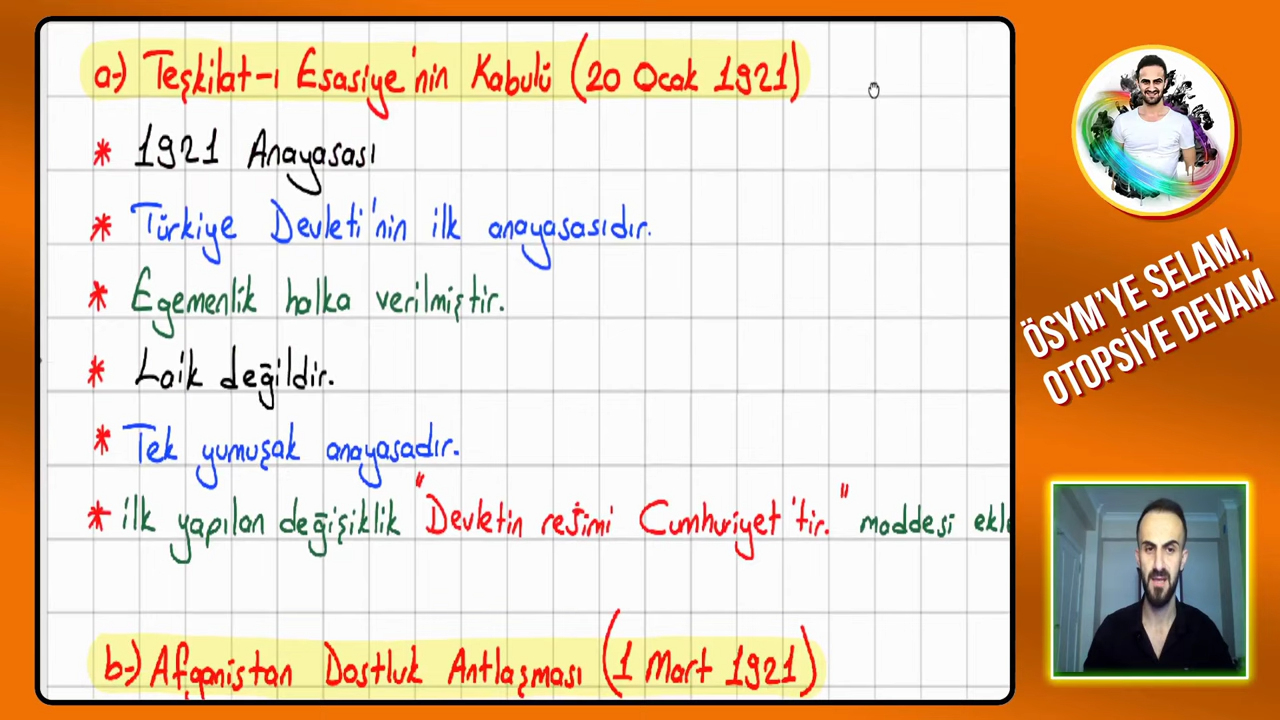 a-) Teşkilat-ı Esasiye'nin Kabulü (20 Ocak 1921)
* 1921 Anayasası
* Türkiye Devleti'nin ilk anayasasıdır.
* Egemenlik halka verilmiştir.
* Laik değildir.
* Tek yumuşak anayasadır.
* ilk yapılan değişiklik "Devletin resimi Cumhuriyet'tir." maddesi ekle
b-) Afganistan Dostluk Antlaşması (1 Mart 1921)
ÖSYM'YE SELAM,
OTOPSİYE DEVAM